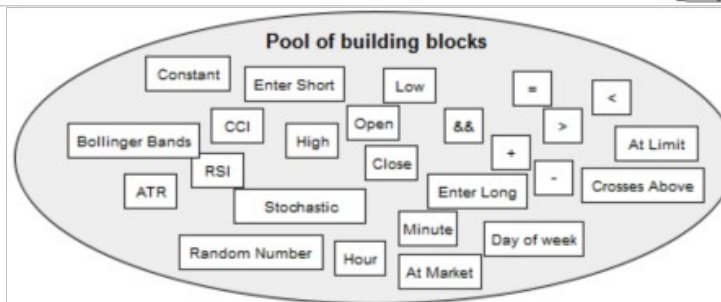 Pool of building blocks
Constant
Enter Short
Low
=
<
Bollinger Bands
CCI
High
Open
&&
>
At Limit
RSI
Close
+
ATR
Stochastic
Enter Long
-
Crosses Above
Random Number
Hour
Minute
At Market
Day of week